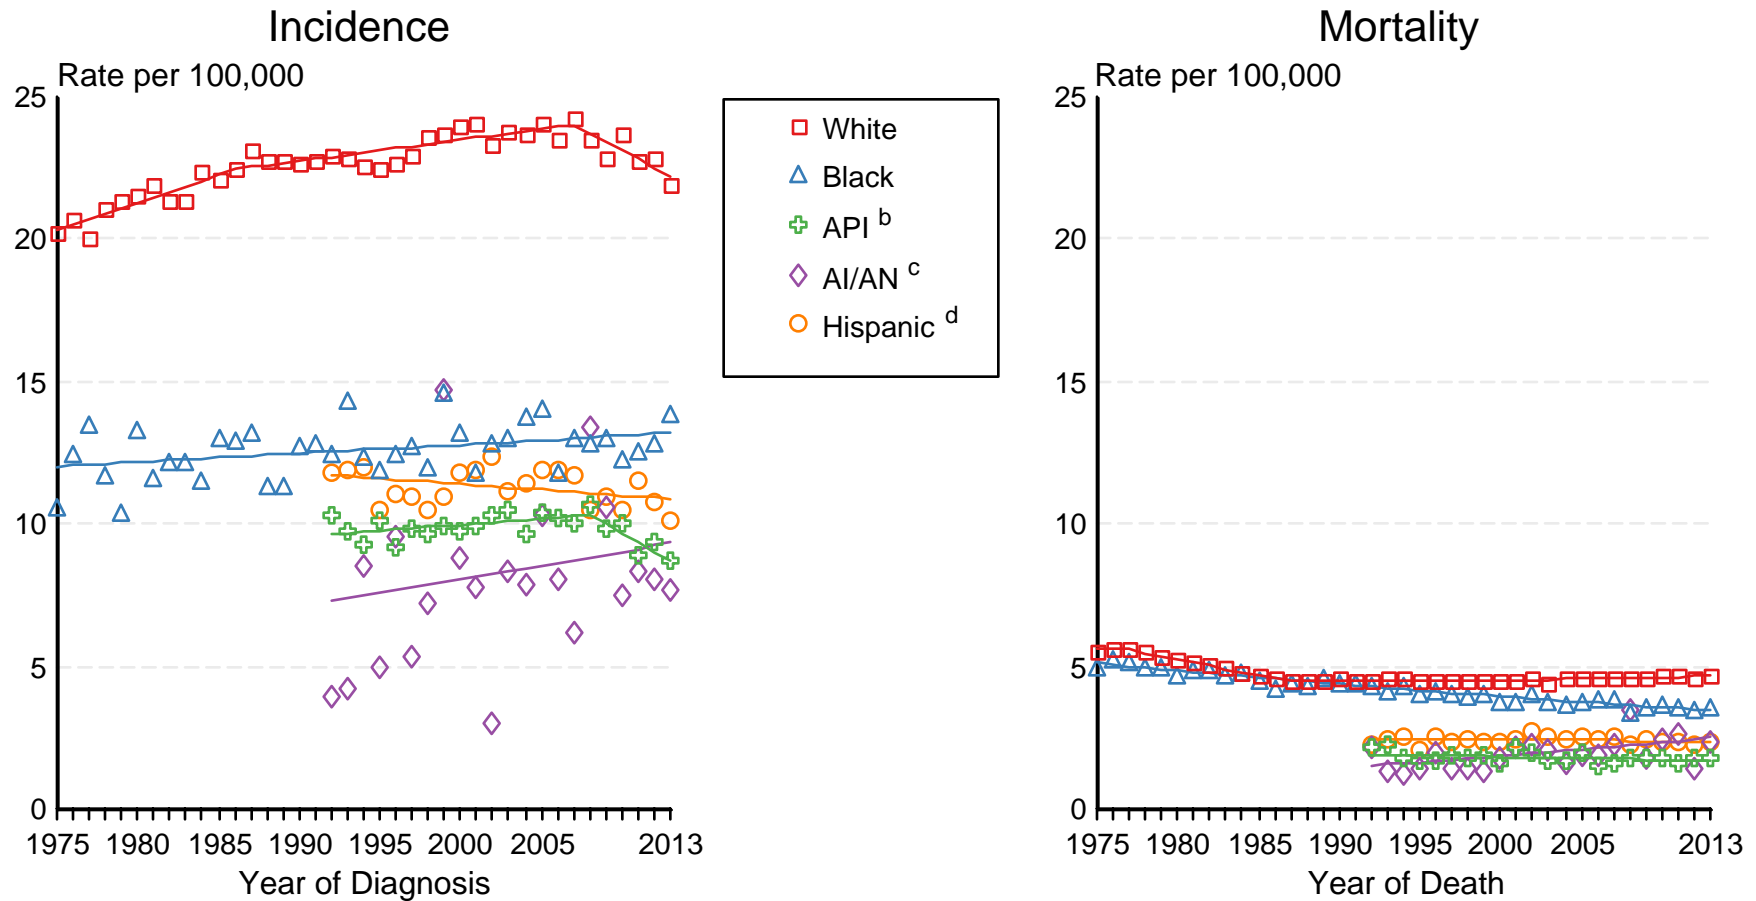 Incidence
Rate per 100,000
25
20
15
10
5
0
1975 1980 1985 1990 1995 2000 2005 2013
Year of Diagnosis
White
Black
API b
AI/AN c
Hispanic d
Mortality
Rate per 100,000
25
20
15
10
5
0
1975 1980 1985 1990 1995 2000 2005 2013
Year of Death